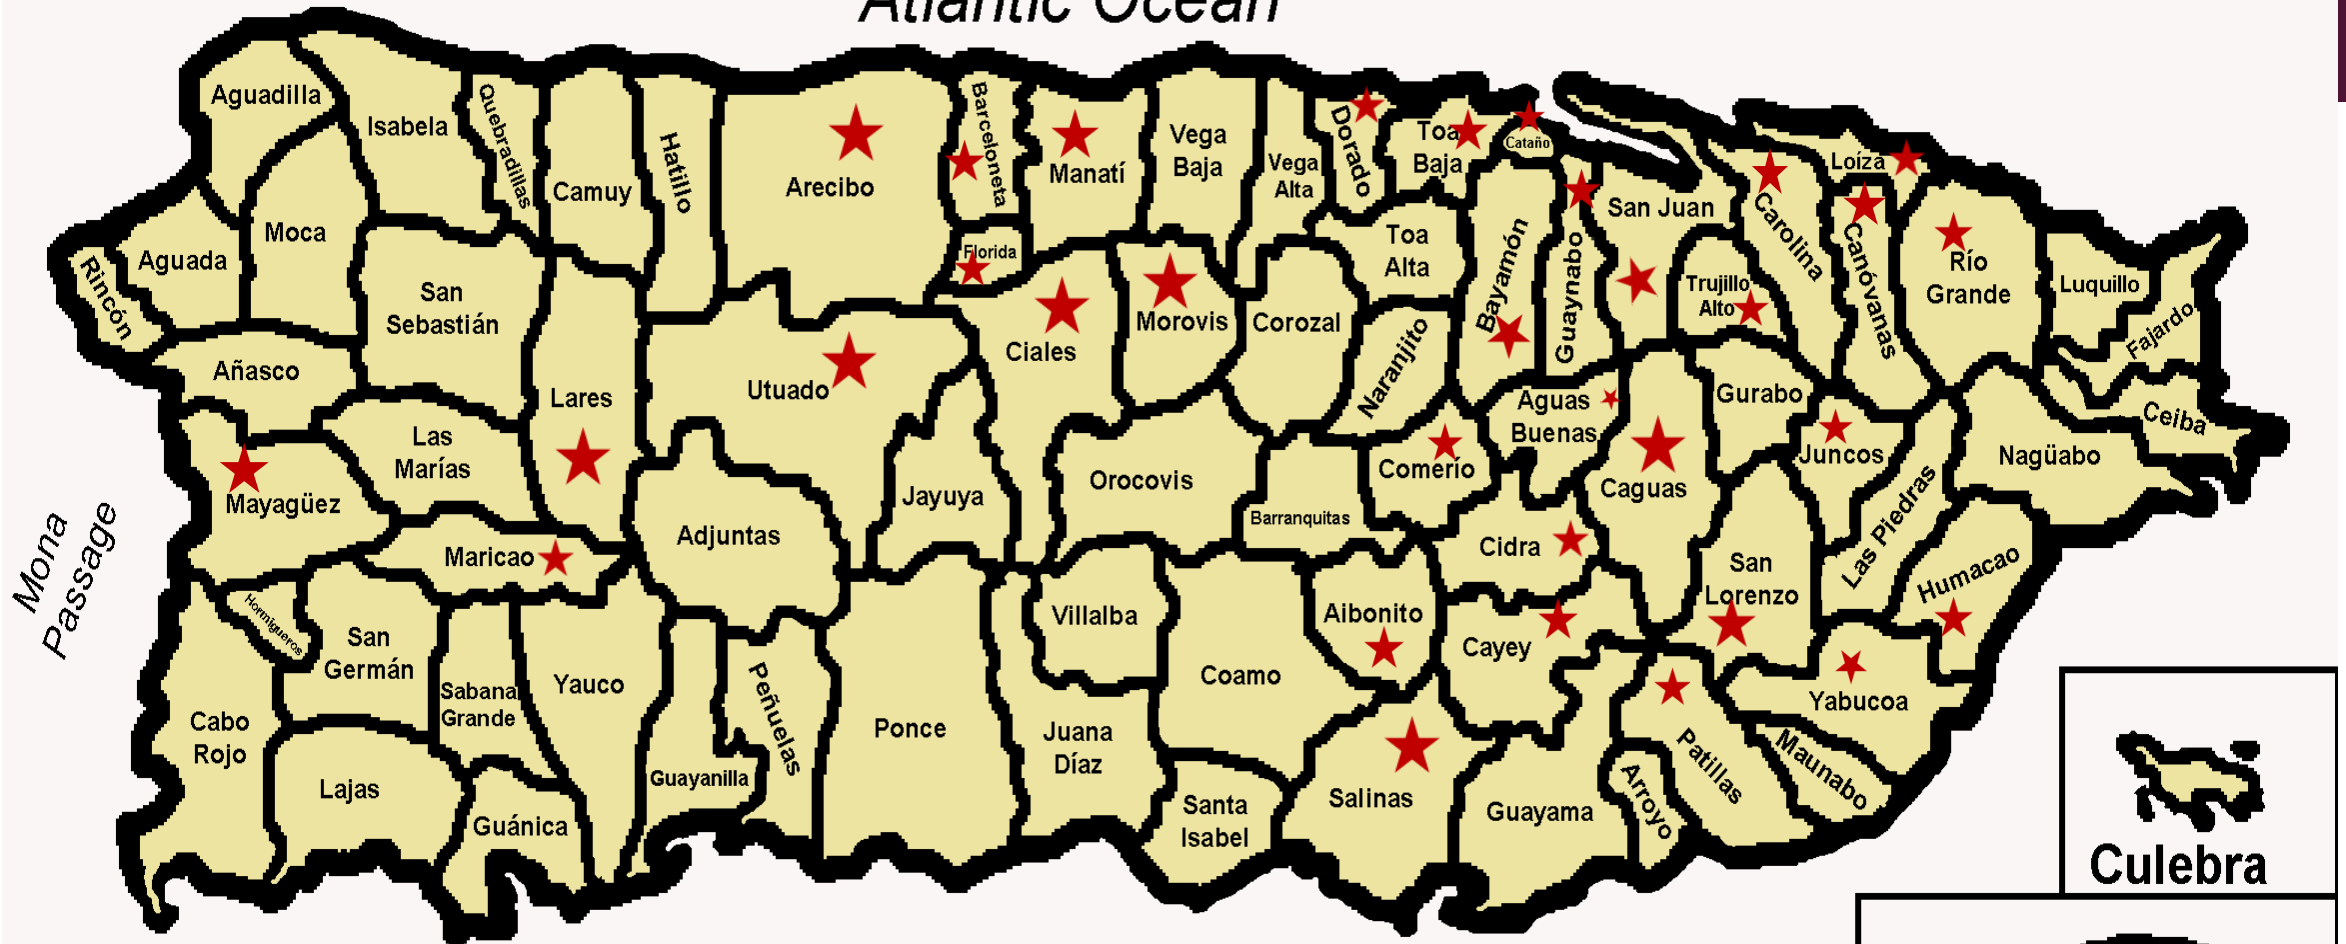 Atlantic Ocean
Aguadilla
Isabela
Quebradillas
Camuy
Hatillo
Arecibo
Barceloneta
Manatí
Vega
Baja
Vega
Alta
Dorado
Toa
Baja
Cataño
San Juan
Carolina
Loíza
Canóvanas
Río
Grande
Luquillo
Fajardo
Ceiba
Rincón
Aguada
Moca
San
Sebastián
Lares
Utuado
Florida
Ciales
Morovis
Corozal
Toa
Alta
Naranjito
Bayamón
Guaynabo
Trujillo
Alto
Añasco
Las
Marías
Mayagüez
Maricao
Adjuntas
Jayuya
Orocovis
Barranquitas
Comerío
Aguas
Buenas
Caguas
Gurabo
Juncos
Las Piedras
Nagüabo
Humacao
Cidra
San
Lorenzo
Mona
Passage
Hormigueros
San
Germán
Sabana
Grande
Yauco
Guayanilla
Peñuelas
Ponce
Villalba
Juana
Díaz
Coamo
Aibonito
Cayey
Cabo
Rojo
Lajas
Guánica
Santa
Isabel
Salinas
Guayama
Arroyo
Patillas
Maunabo
Yabucoa
Culebra